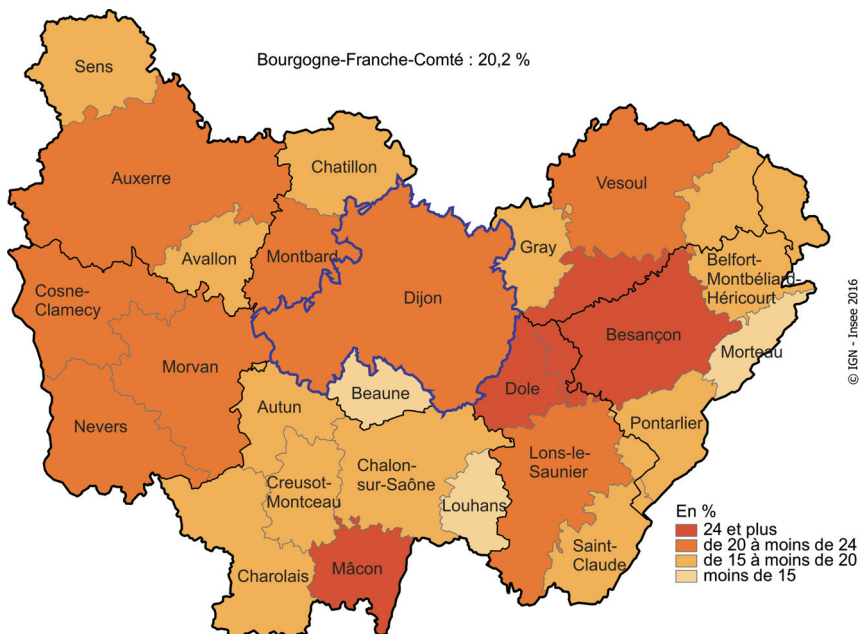 Bourgogne-Franche-Comté : 20,2 %
Sens
Auxerre
Chatillon
Vesoul
Avallon
Montbard
Gray
Belfort-
Montbéliard-
Héricourt
Cosne-
Clamecy
Dijon
Besançon
Morteau
Morvan
Dole
Beaune
Autun
Nevers
Pontarlier
Lons-le-
Saunier
Chalon-
sur-Saône
Creusot-
Montceau
Louhans
Saint-
Claude
Charolais
Mâcon
En %
24 et plus
de 20 à moins de 24
de 15 à moins de 20
moins de 15
© IGN - Insee 2016